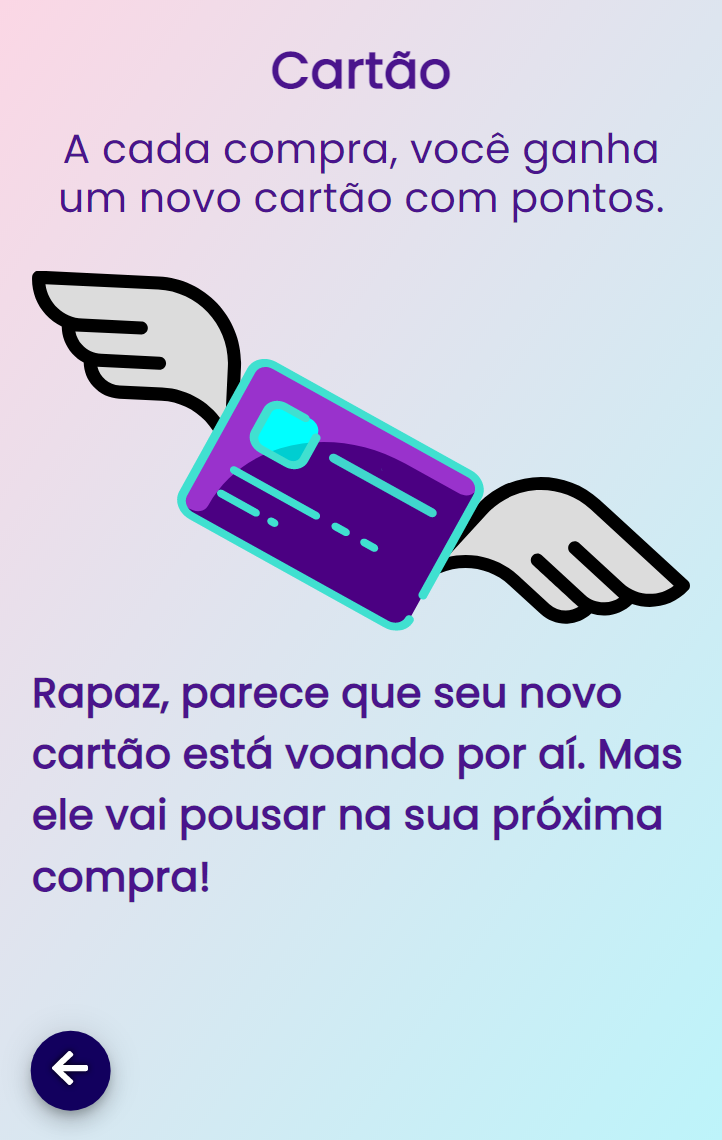 Cartão
A cada compra, você ganha
um novo cartão com pontos.
Rapaz, parece que seu novo
cartão está voando por aí. Mas
ele vai pousar na sua próxima
compra!